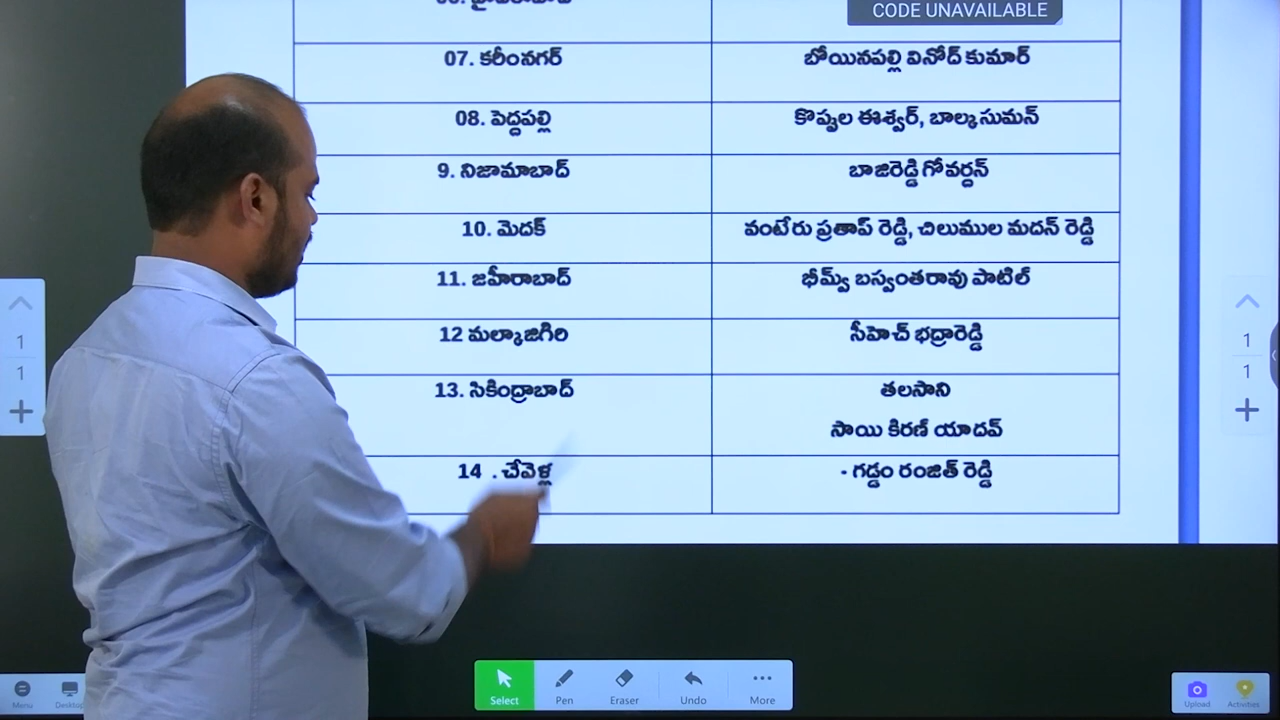 CODE UNAVAILABLE
07. కరీంనగర్ బోయినపల్లి వినోద్ కుమార్
08. పెద్దపల్లి కొప్పుల ఈశ్వర్, బాల్కసుమన్
9. నిజామాబాద్ బాజిరెడ్డి గోవర్దన్
10. మెదక్ వంటేరు ప్రతాప్ రెడ్డి, చిలుముల మదన్ రెడ్డి
11. జహీరాబాద్ భీమ్వ్ బస్వంతరావు పాటిల్
12 మల్కాజిగిరి సీహెచ్ భద్రారెడ్డి
13. సికింద్రాబాద్ తలసాని
సాయి కిరణ్ యాదవ్
14 . చేవెళ్ల - గడ్డం రంజిత్ రెడ్డి
1
1
1
1
Menu
Select Pen Eraser Undo More
Upload Activities